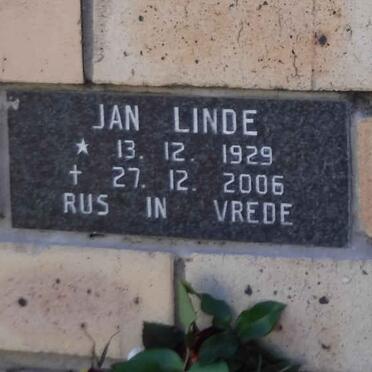 JAN LINDE
★ 13. 12. 1929
† 27. 12. 2006
RUS IN VREDE